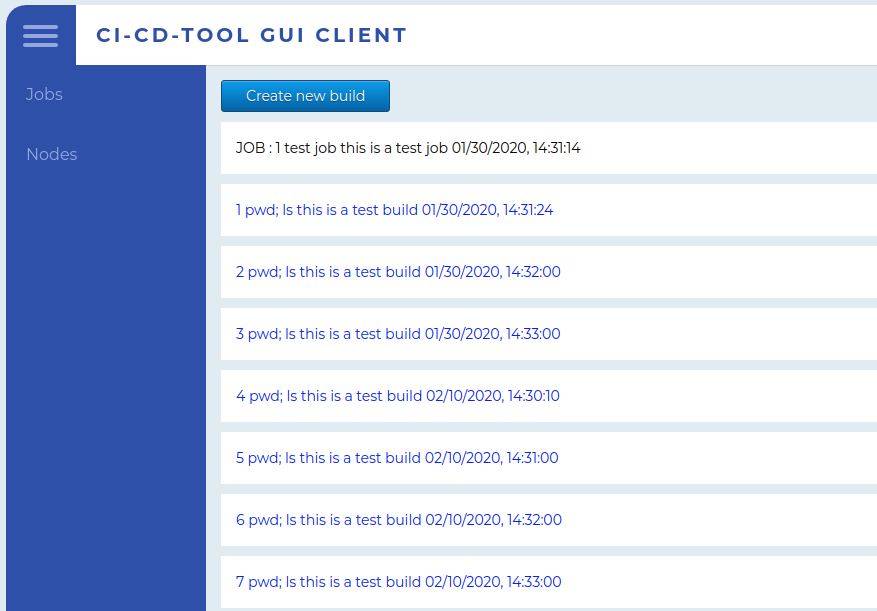 CI-CD-TOOL GUI CLIENT
Jobs
Nodes
Create new build
JOB : 1 test job this is a test job 01/30/2020, 14:31:14
1 pwd; ls this is a test build 01/30/2020, 14:31:24
2 pwd; ls this is a test build 01/30/2020, 14:32:00
3 pwd; ls this is a test build 01/30/2020, 14:33:00
4 pwd; ls this is a test build 02/10/2020, 14:30:10
5 pwd; ls this is a test build 02/10/2020, 14:31:00
6 pwd; ls this is a test build 02/10/2020, 14:32:00
7 pwd; ls this is a test build 02/10/2020, 14:33:00